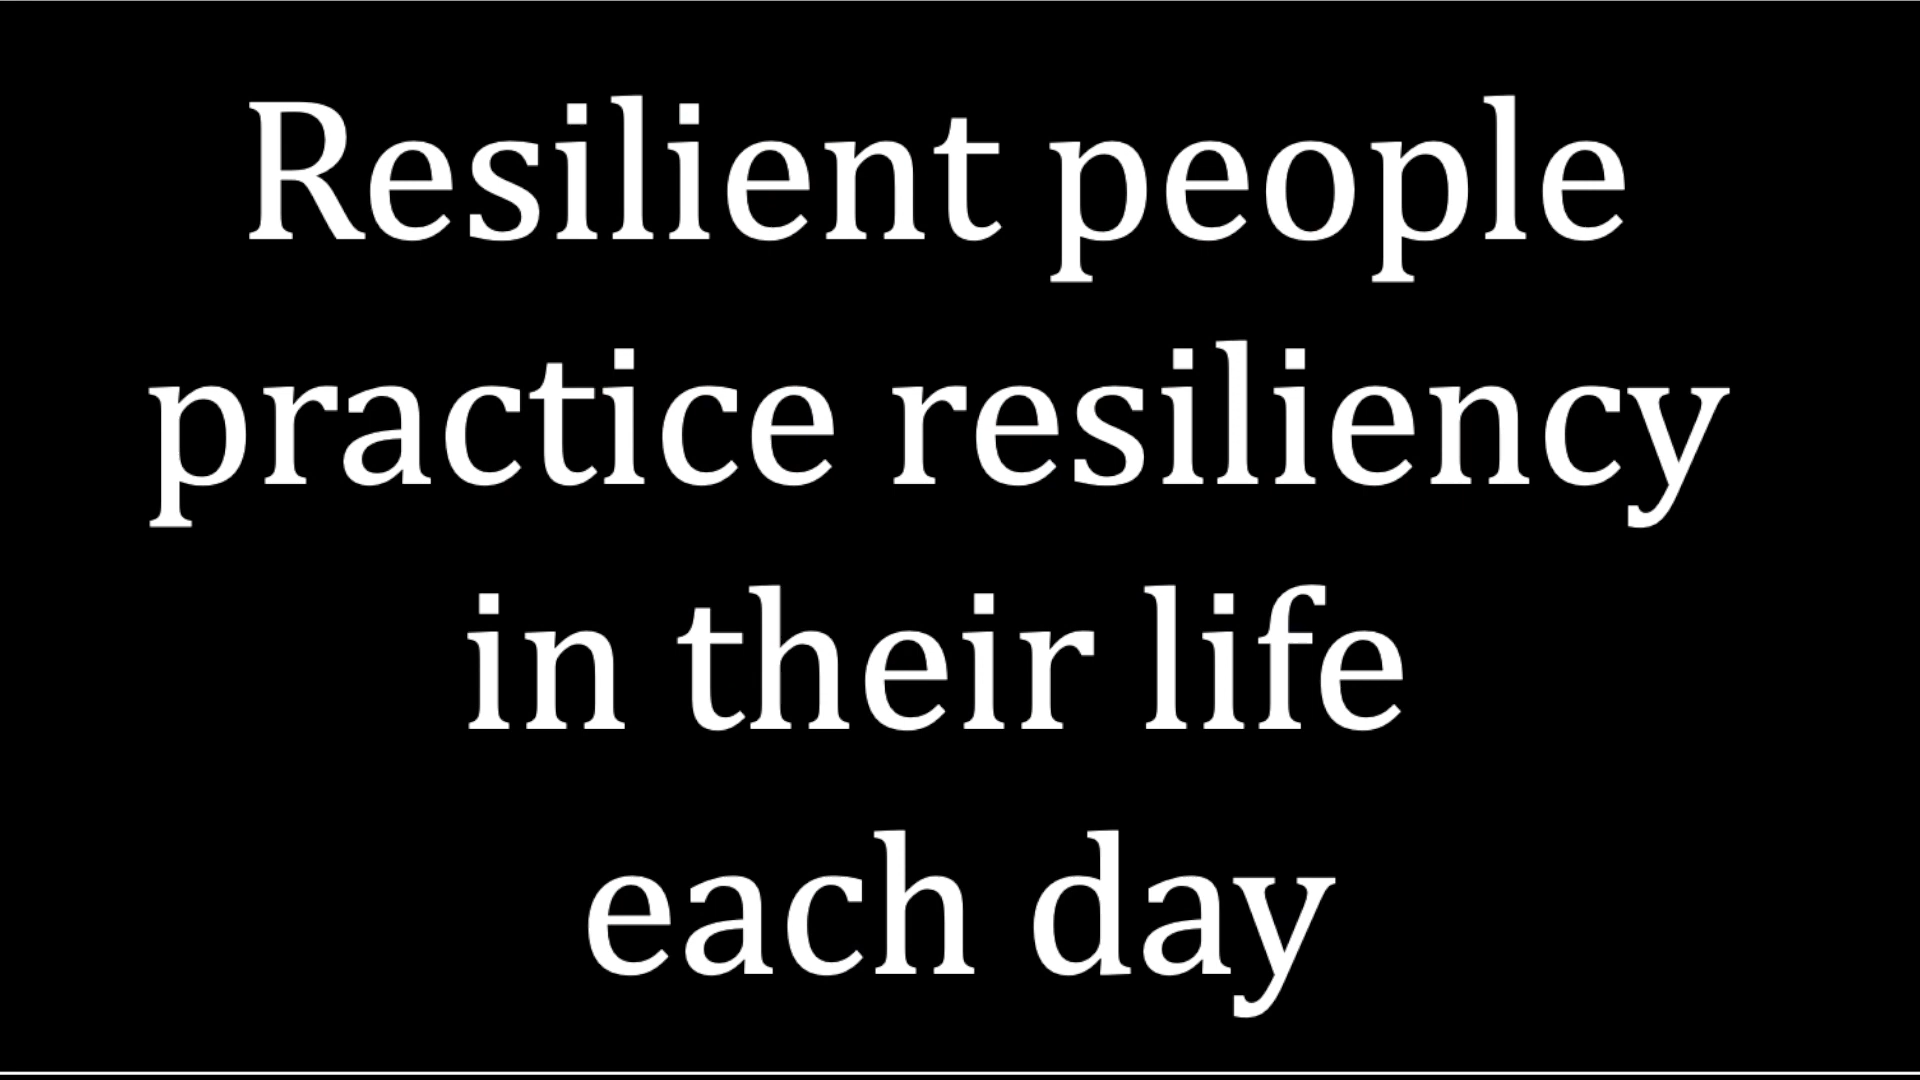 Resilient people
practice resiliency
in their life
each day